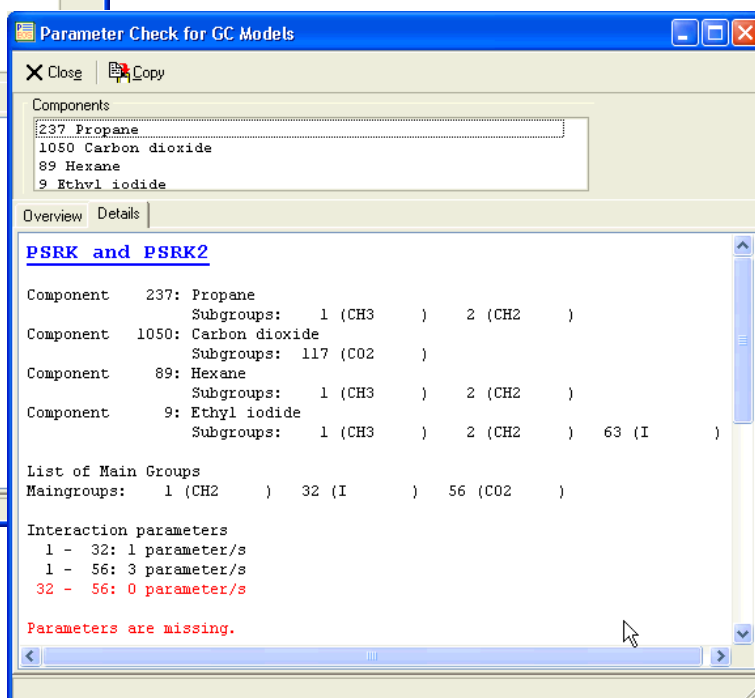 Parameter Check for GC Models
Close Copy
Components
237 Propane
1050 Carbon dioxide
89 Hexane
9 Ethyl iodide
Overview Details
PSRK and PSRK2
Component 237: Propane
Subgroups: 1 (CH3 ) 2 (CH2 )
Component 1050: Carbon dioxide
Subgroups: 117 (CO2 )
Component 89: Hexane
Subgroups: 1 (CH3 ) 2 (CH2 )
Component 9: Ethyl iodide
Subgroups: 1 (CH3 ) 2 (CH2 ) 63 (I )
List of Main Groups
Maingroups: 1 (CH2 ) 32 (I ) 56 (CO2 )
Interaction parameters
1 - 32: 1 parameter/s
1 - 56: 3 parameter/s
32 - 56: 0 parameter/s
Parameters are missing.